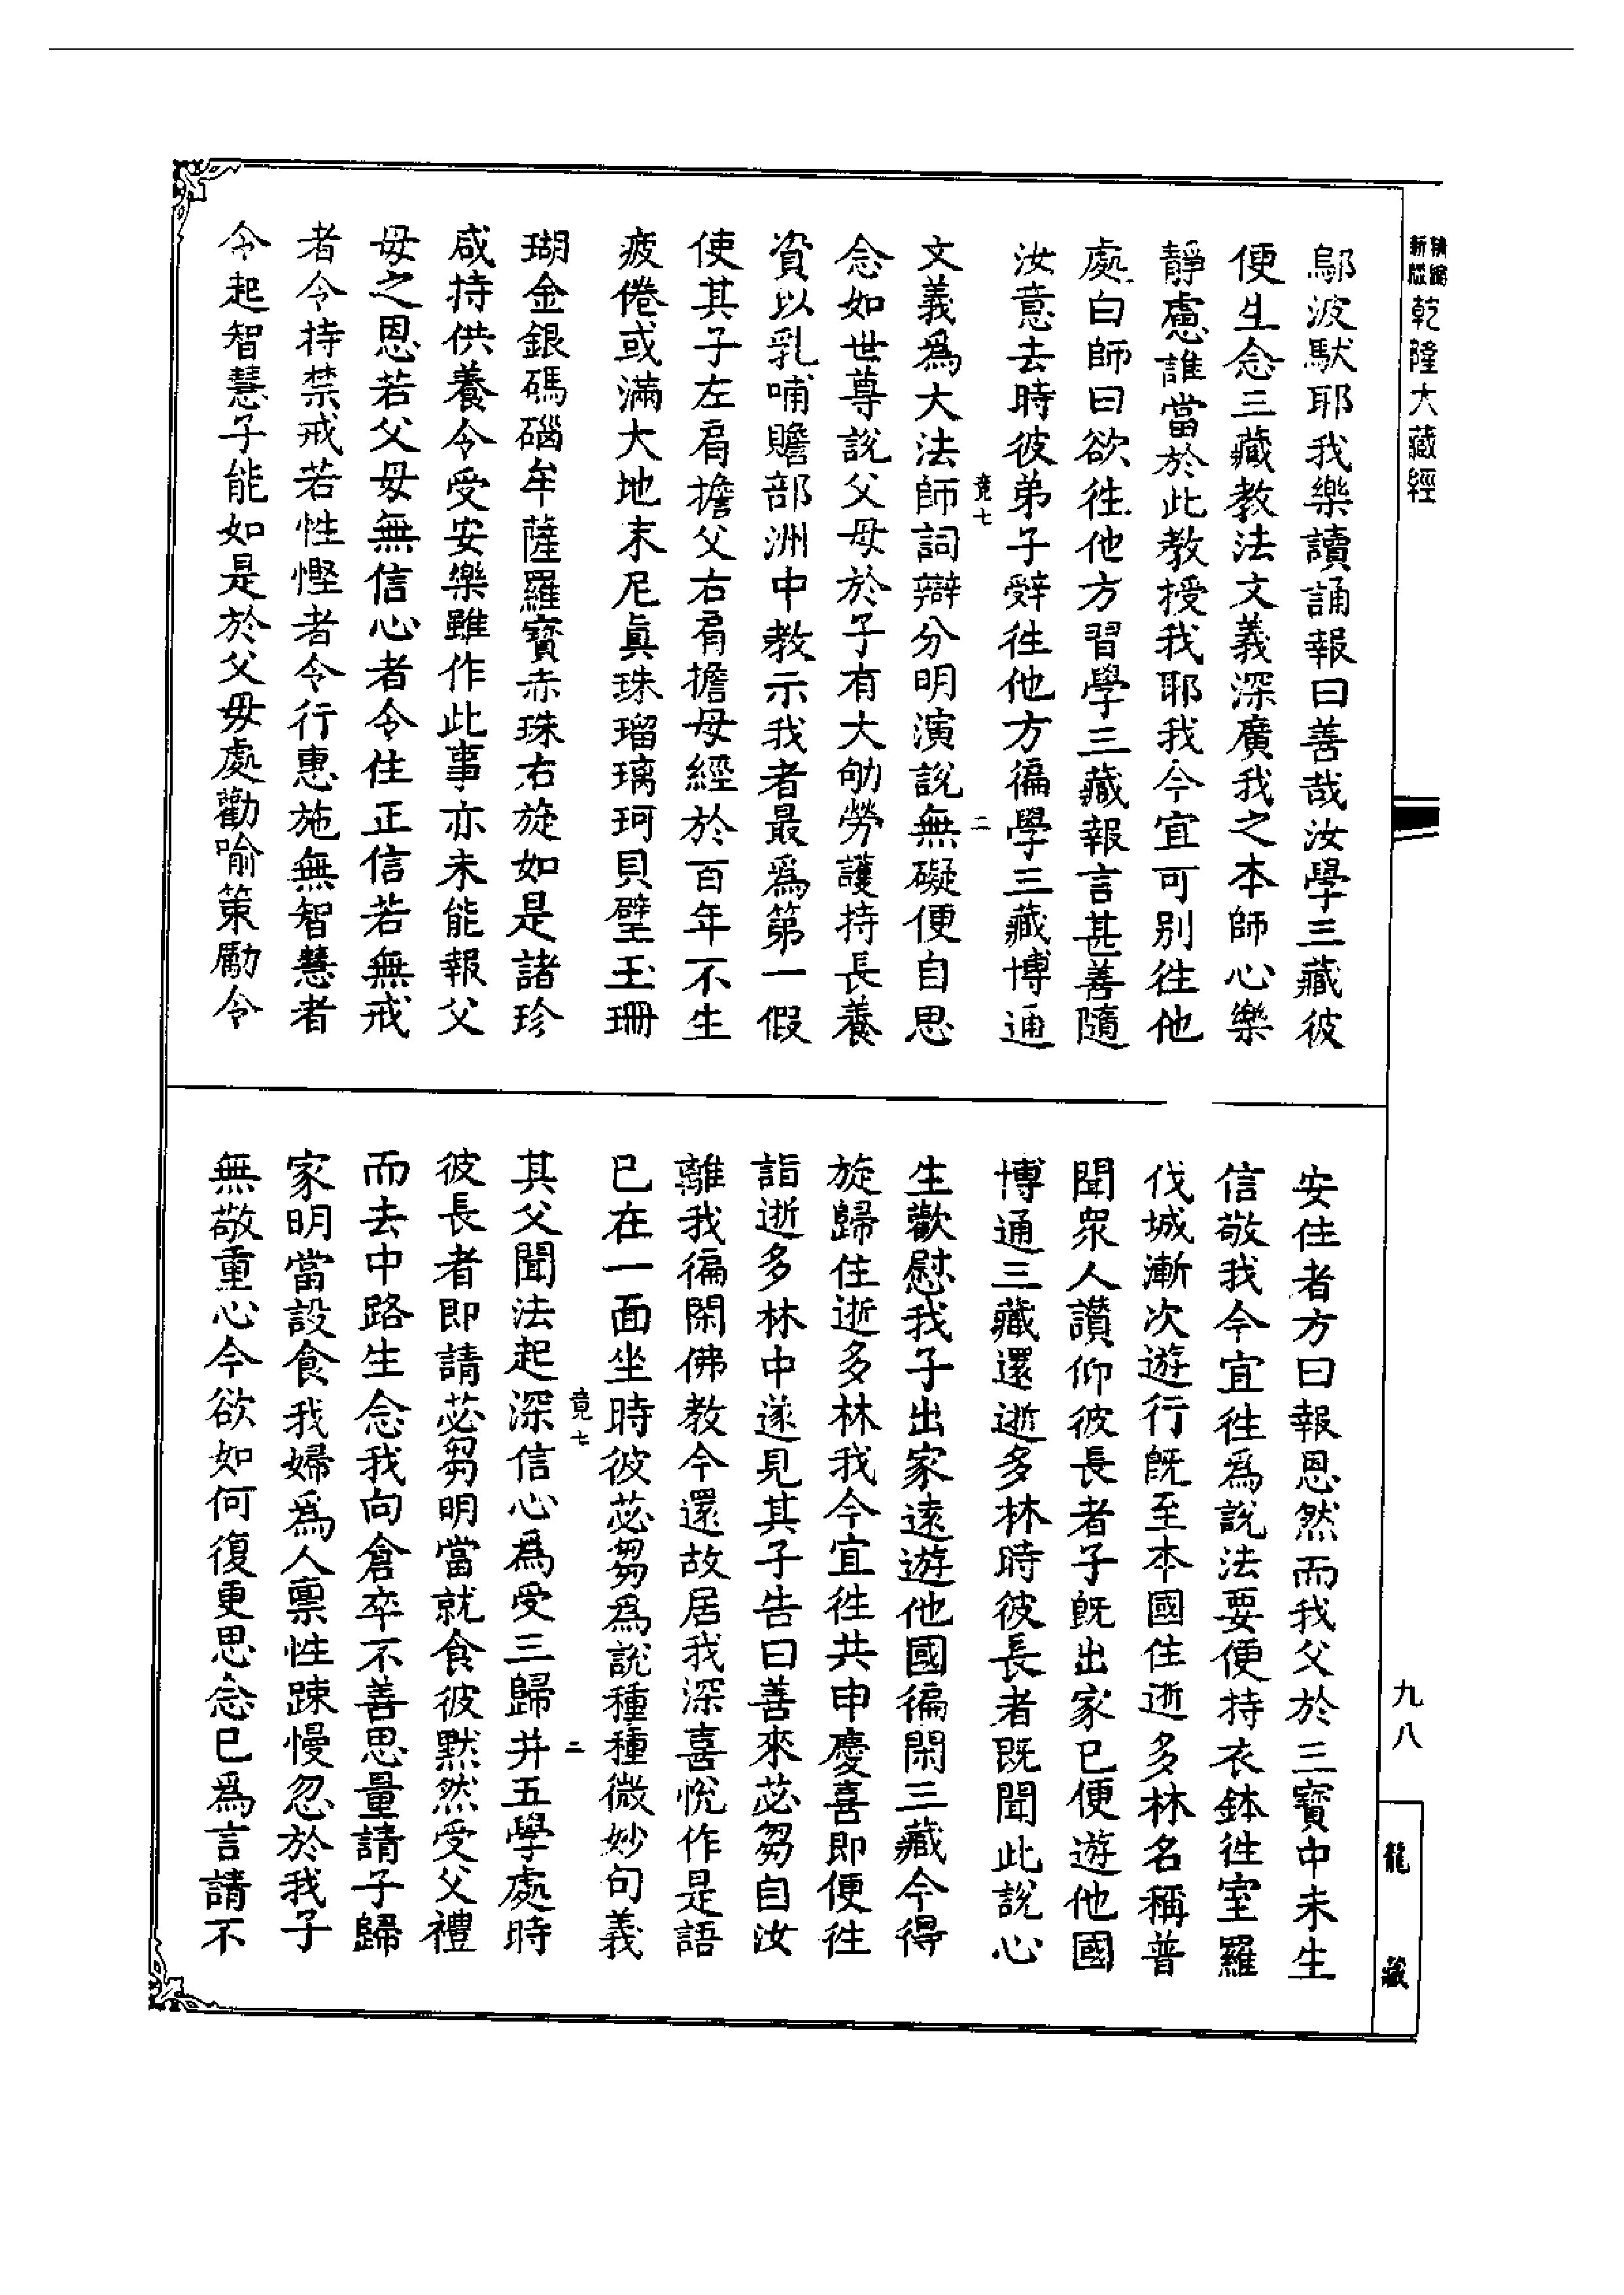 乾隆大藏經
鄔波馱耶我樂讀誦報曰善哉汝學三藏彼
便生念三藏教法文義深廣我之本師心樂
靜慮誰當於此教授我耶我今宜可別往他
處白師曰欲往他方習學三藏報言甚善隨
汝意去時彼弟子辭往他方徧學三藏博通
竟七 二
文義爲大法師詞辯分明演說無礙便自思
念如世尊說父母於子有大劬勞護持長養
資以乳哺贍部洲中教示我者最爲第一假
使其子左肩擔父右肩擔母經於百年不生
疲倦或滿大地末尼眞珠瑠璃珂貝璧玉珊
瑚金銀碼碯牟薩羅寶赤珠右旋如是諸珍
咸持供養令受安樂雖作此事亦未能報父
母之恩若父母無信心者令住正信若無戒
者令持禁戒若性慳者令行惠施無智慧者
令起智慧子能如是於父母處勸喻策勵令
安住者方曰報恩然而我父於三寶中未生
信敬我今宜往爲說法要便持衣鉢往室羅
伐城漸次遊行旣至本國住逝多林名稱普
聞衆人讚仰彼長者子旣出家已便遊他國
博通三藏還逝多林時彼長者旣聞此說心
生歡慰我子出家遠遊他國徧閑三藏今得
旋歸住逝多林我今宜往共申慶喜即便往
詣逝多林中遂見其子告曰善來苾芻自汝
離我徧閑佛教今還故居我深喜悅作是語
已在一面坐時彼苾芻爲說種種微妙句義
竟七 二
其父聞法起深信心爲受三歸并五學處時
彼長者即請苾芻明當就食彼默然受父禮
而去中路生念我向倉卒不善思量請子歸
家明當設食我婦爲人禀性踈慢忽於我子
無敬重心今欲如何復更思念已爲言請不
九八
龍藏